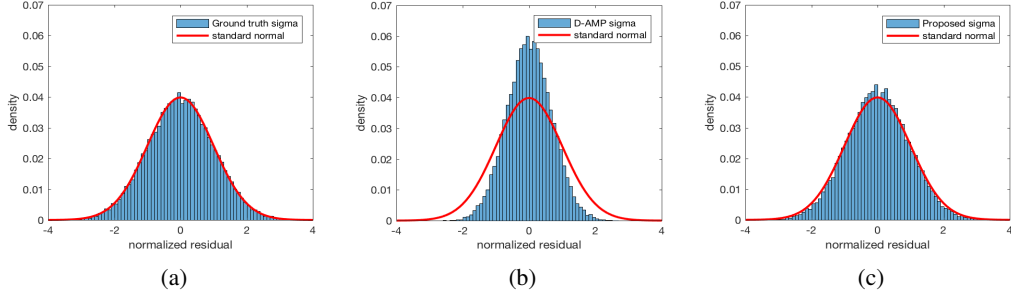 0.07
0.06
0.05
0.04
0.03
0.02
0.01
0
density
Ground truth sigma
standard normal
-4
-2
0
2
4
normalized residual
(a)
0.07
0.06
0.05
0.04
0.03
0.02
0.01
0
density
D-AMP sigma
standard normal
-4
-2
0
2
4
normalized residual
(b)
0.07
0.06
0.05
0.04
0.03
0.02
0.01
0
density
Proposed sigma
standard normal
-4
-2
0
2
4
normalized residual
(c)